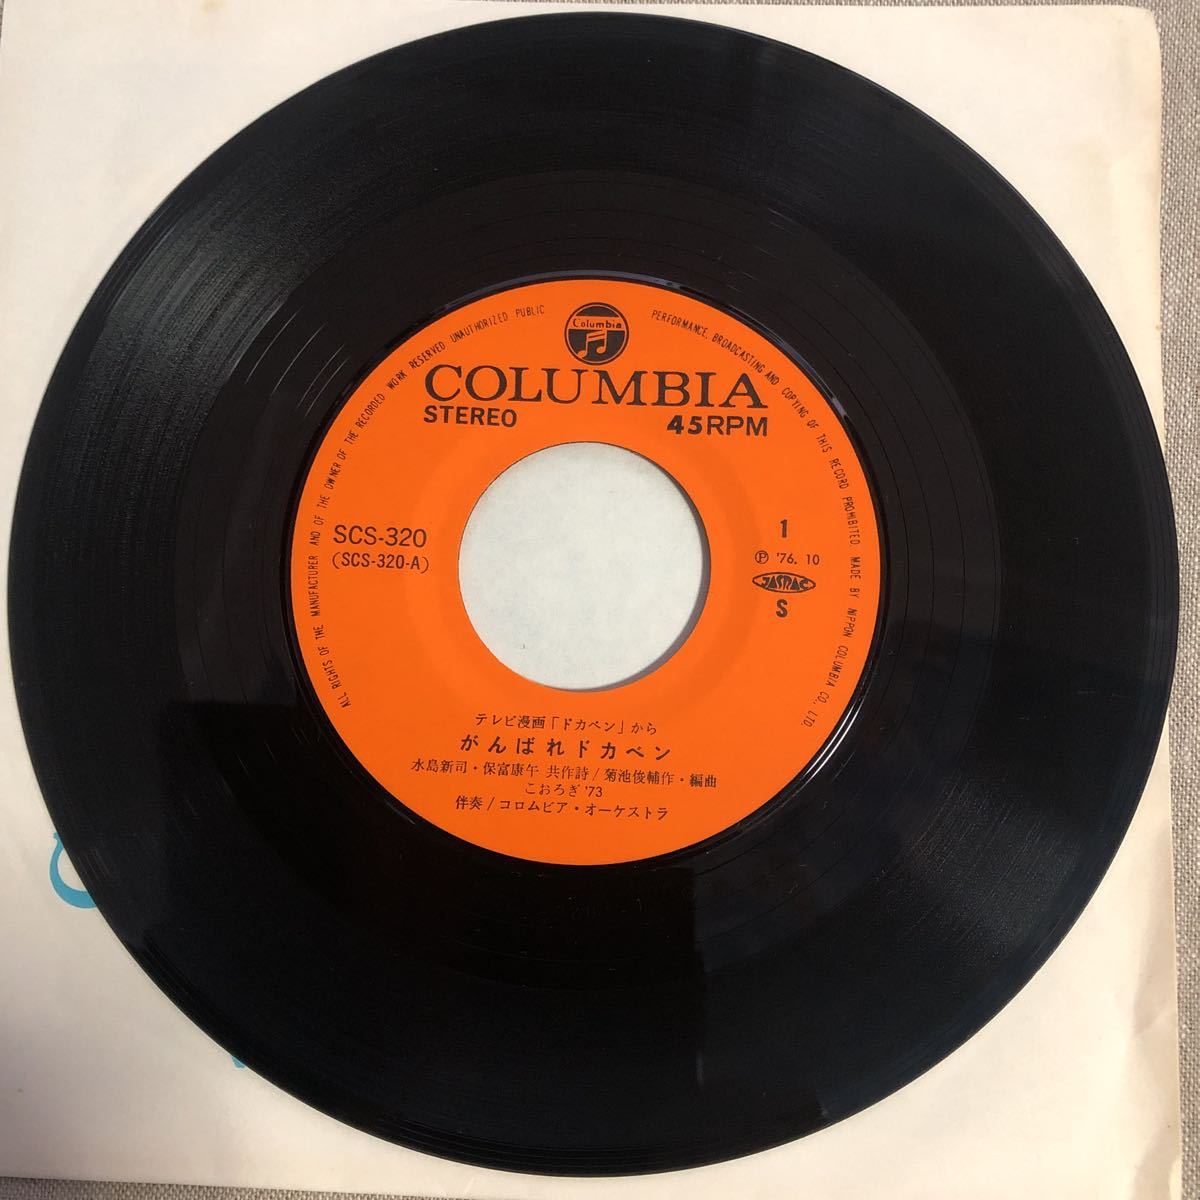 ALL RIGHTS OF THE MANUFACTURER AND OF THE OWNER OF THE RECORDED WORK RESERVED UNAUTHORIZED PUBLIC PERFORMANCE, BROADCASTING AND COPYING OF THIS RECORD PROHIBITED. MADE BY NIPPON COLUMBIA CO., LTD.
Columbia
COLUMBIA
STEREO 45RPM
SCS-320
(SCS-320-A)
1
Ⓟ '76. 10
JASRAC
S
テレビ漫画「ドカベン」から
がんばれドカベン
水島新司・保富康午 共作詩/菊池俊輔作・編曲
こおろぎ '73
伴奏/コロムビア・オーケストラ